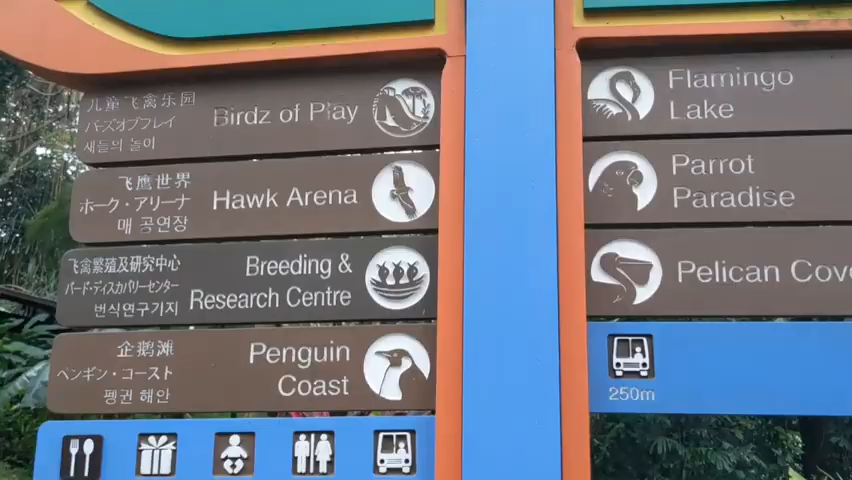 儿童飞禽乐园
バーズオブプレイ
새들의 놀이
Birdz of Play
飞鹰世界
ホーク・アリーナ
매 공연장
Hawk Arena
飞禽繁殖及研究中心
バード・ディスカバリーセンター
번식연구기지
Breeding &
Research Centre
企鹅滩
ペンギン・コースト
펭귄 해안
Penguin
Coast
Flamingo
Lake
Parrot
Paradise
Pelican Cov
250m